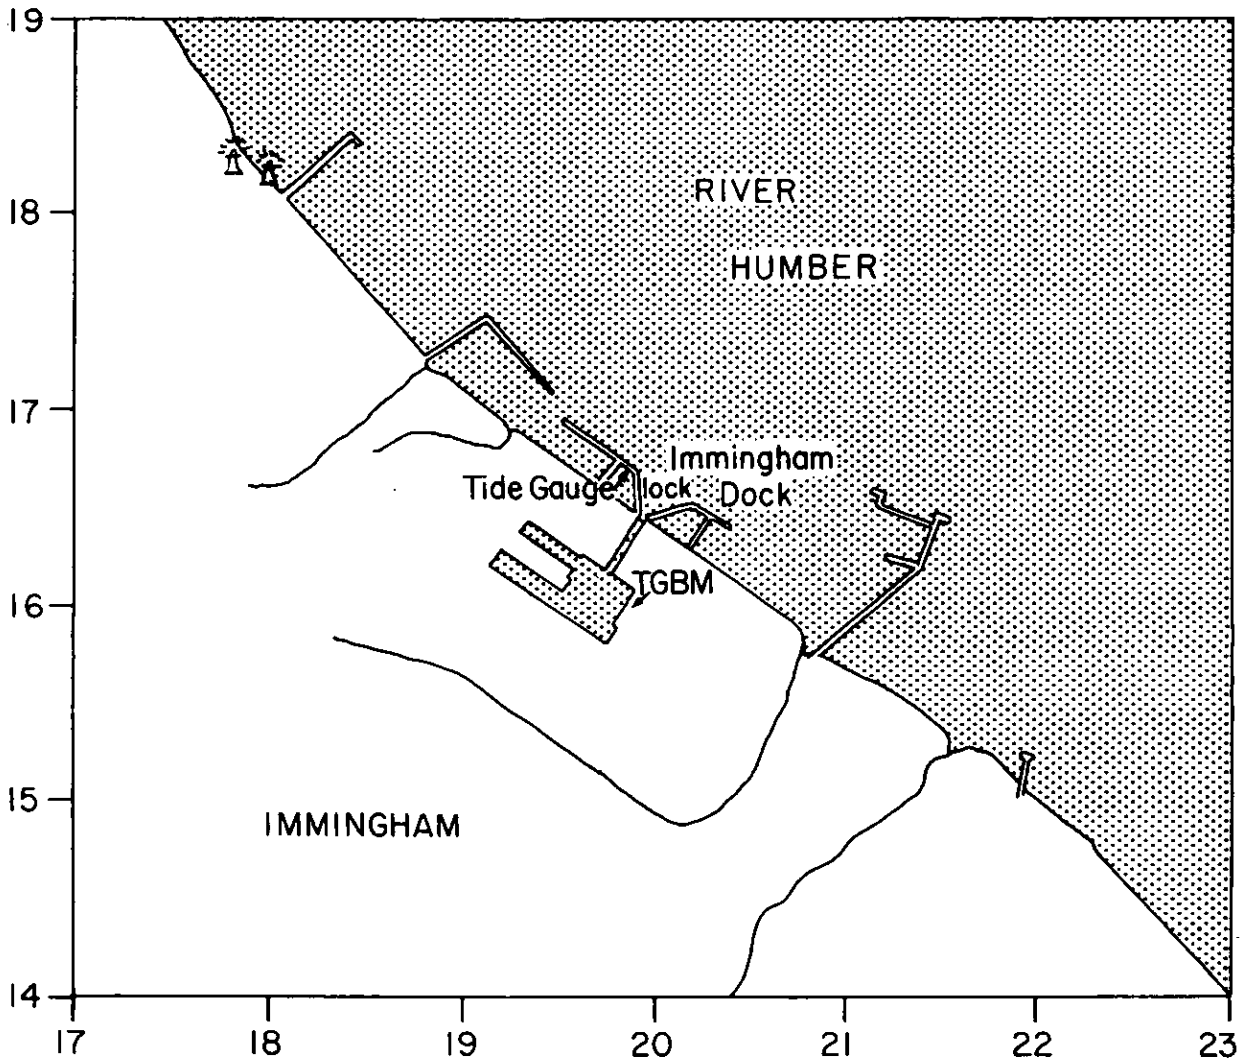 19
RIVER
18
HUMBER
17
Immingham
Tide Gauge lock Dock
16
TGBM
15
IMMINGHAM
14
17 18 19 20 21 22 23